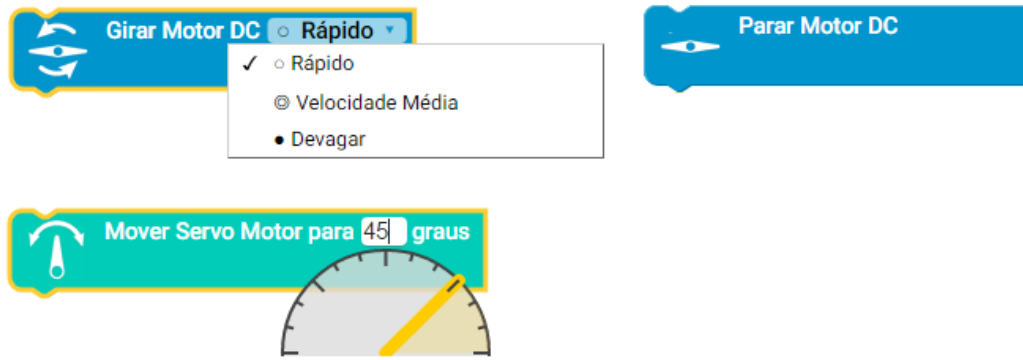 Girar Motor DC ○ Rápido ▼
✓ ○ Rápido
◎ Velocidade Média
● Devagar
Parar Motor DC
Mover Servo Motor para 45 graus